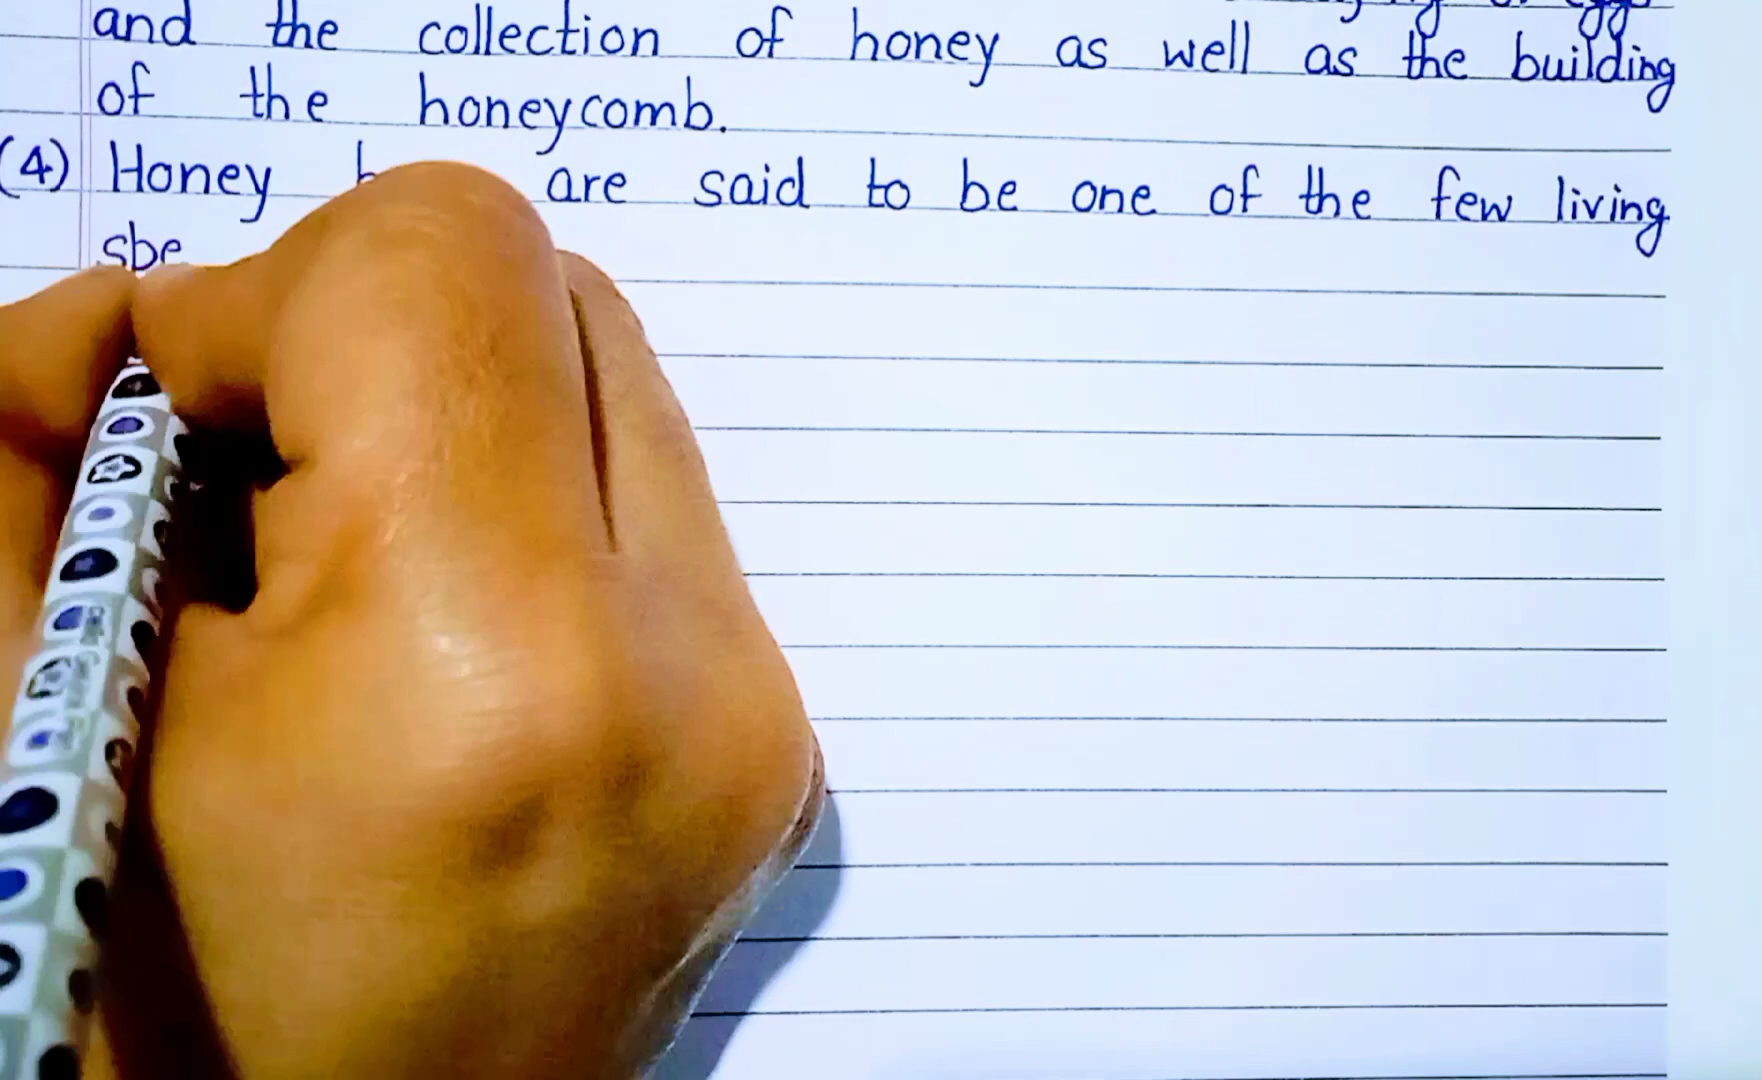 and the collection of honey as well as the building
of the honeycomb.
(4) Honey are said to be one of the few living